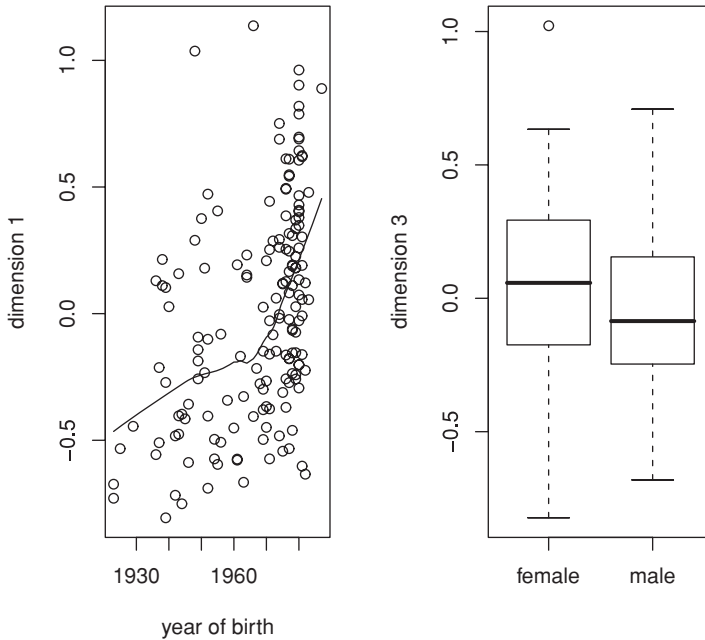 dimension 1
1.0
0.5
0.0
−0.5
1930
1960
year of birth
dimension 3
1.0
0.5
0.0
−0.5
female
male